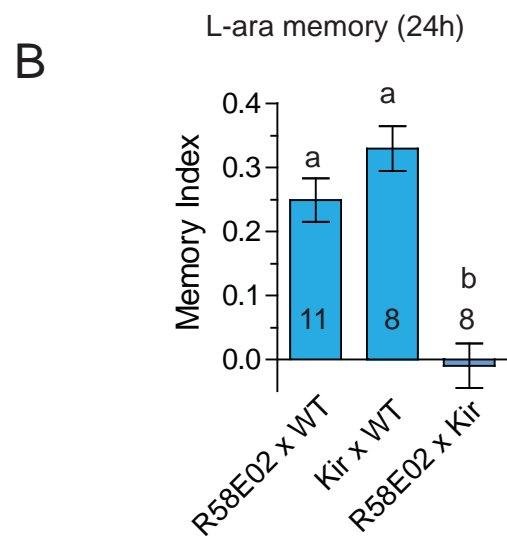 L-ara memory (24h)
B
Memory Index
0.4
0.3
0.2
0.1
0.0
a
a
b
11
8
8
R58E02 x WT
Kir x WT
R58E02 x Kir